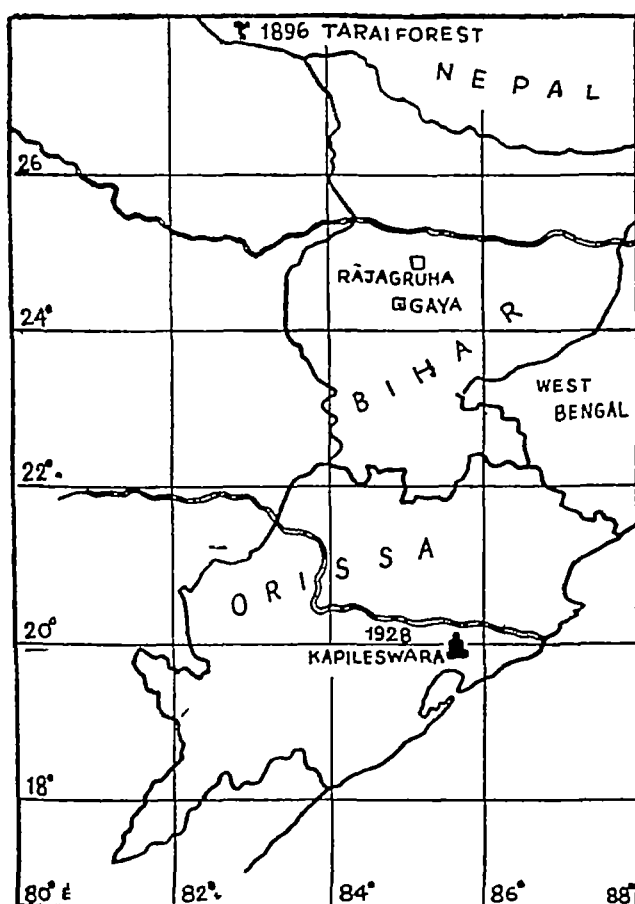 1896 TARAI FOREST
NEPAL
26
RĀJAGRUHA
GAYA
24°
BIHAR
WEST
BENGAL
22°
ORISSA
1928
20°
KAPILESWARA
18°
80° E
82°
84°
86°
88°